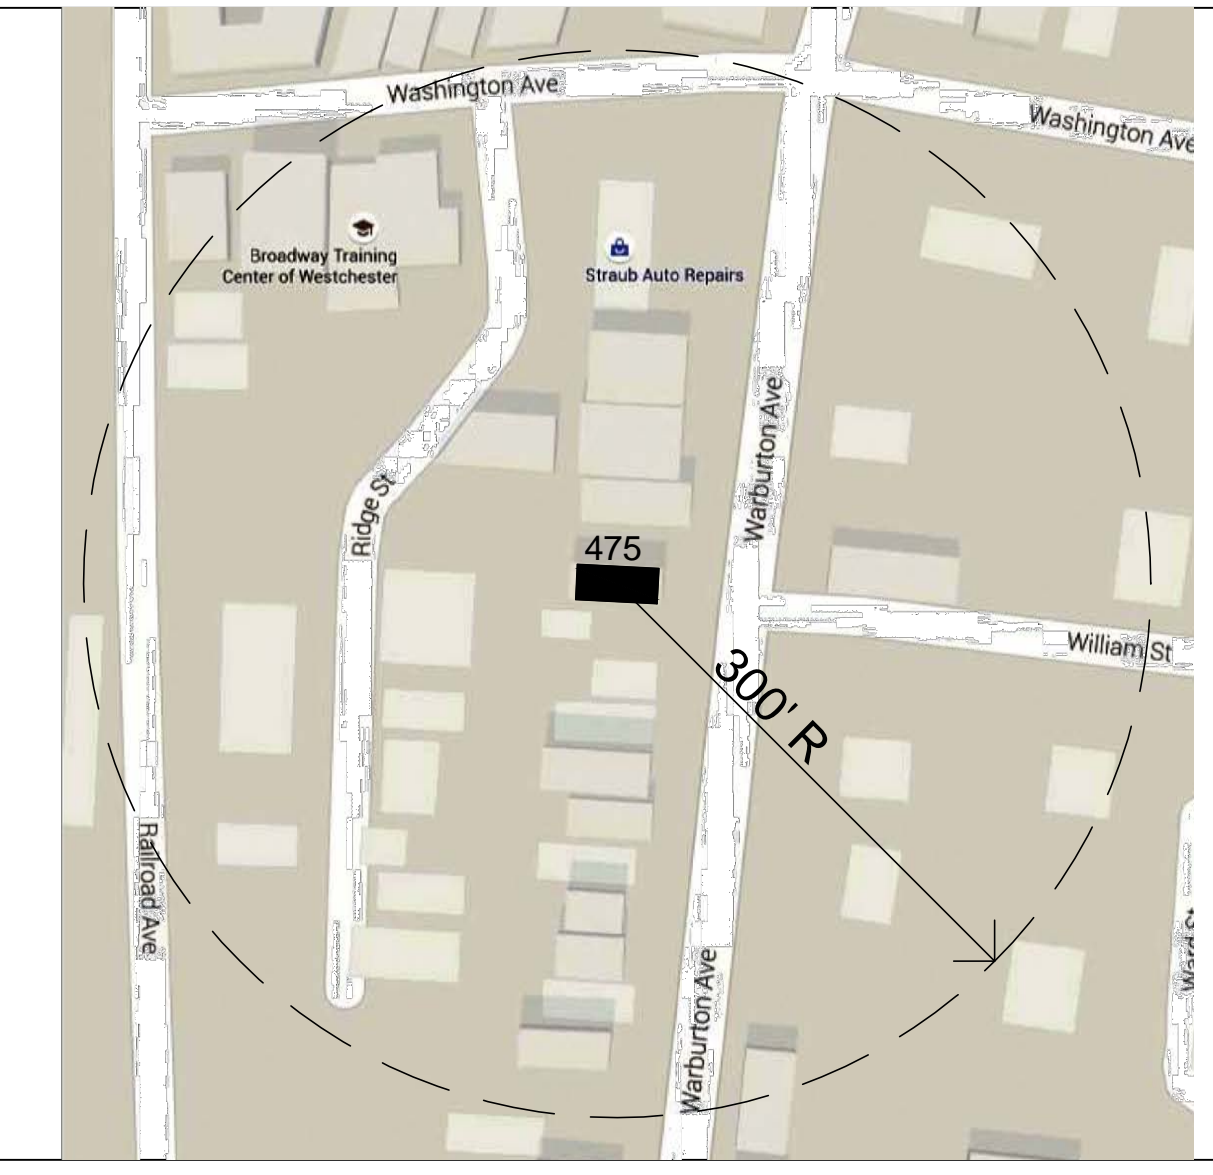 Washington Ave
Washington Ave
Broadway Training
Center of Westchester
Straub Auto Repairs
Warburton Ave
Ridge St
475
William St
300' R
Railroad Ave
Warburton Ave